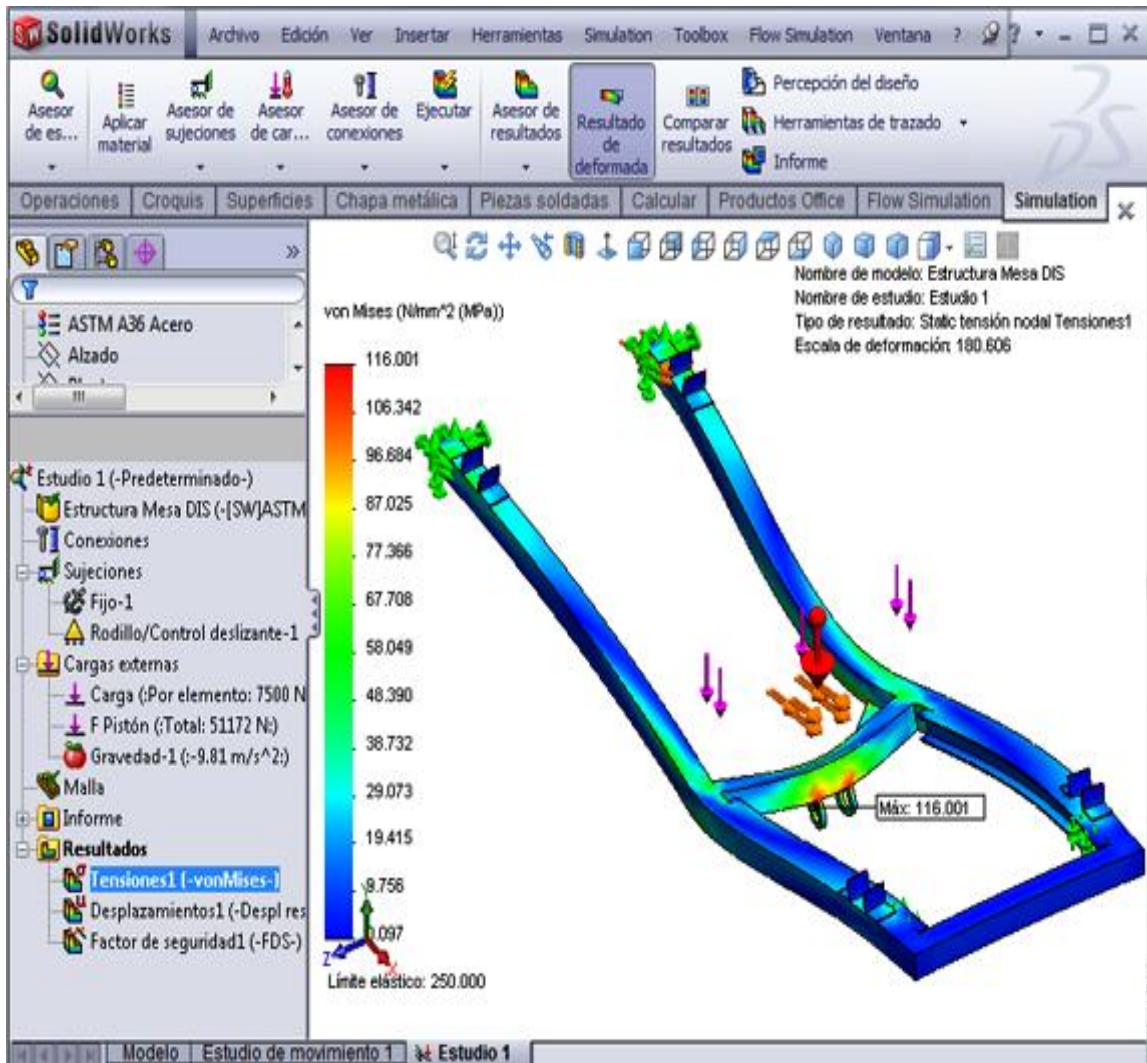 SolidWorks Archivo Edición Ver Insertar Herramientas Simulation Toolbox Flow Simulation Ventana ? ?
Asesor de es...
Aplicar material
Asesor de sujeciones
Asesor de car...
Asesor de conexiones
Ejecutar
Asesor de resultados
Resultado de deformada
Comparar resultados
Percepción del diseño
Herramientas de trazado
Informe
Operaciones Croquis Superficies Chapa metálica Piezas soldadas Calcular Productos Office Flow Simulation Simulation
ASTM A36 Acero
Alzado
Estudio 1 (-Predeterminado-)
Estructura Mesa DIS (-[SW]ASTM
Conexiones
Sujeciones
Fijo-1
Rodillo/Control deslizante-1
Cargas externas
Carga (:Por elemento: 7500 N
F Pistón (:Total: 51172 N:)
Gravedad-1 (:-9.81 m/s^2:)
Malla
Informe
Resultados
Tensiones1 (-vonMises-)
Desplazamientos1 (-Despl res
Factor de seguridad1 (-FDS-)
Nombre de modelo: Estructura Mesa DIS
Nombre de estudio: Estudio 1
Tipo de resultado: Static tensión nodal Tensiones1
Escala de deformación: 180.606
von Mises (N/mm^2 (MPa))
116.001
106.342
96.684
87.025
77.366
67.708
58.049
48.390
38.732
29.073
19.415
9.756
0.097
Límite elástico: 250.000
Máx: 116.001
Y
Z
X
Modelo Estudio de movimiento 1 Estudio 1